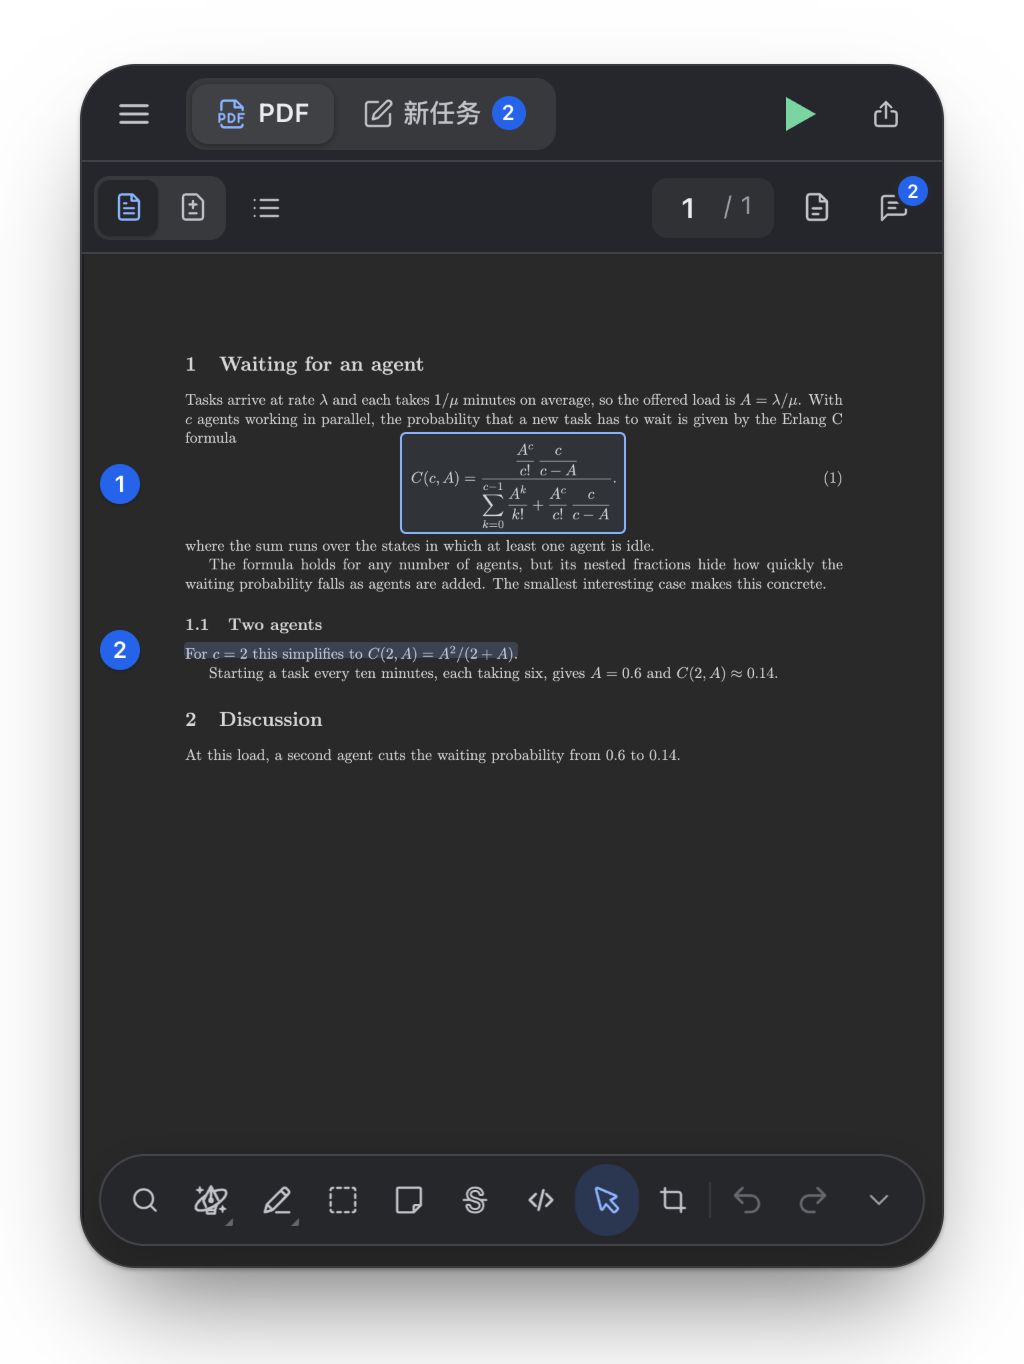 PDF 新任务 2
1 / 1 2
1 Waiting for an agent
Tasks arrive at rate λ and each takes 1/μ minutes on average, so the offered load is A = λ/μ. With
c agents working in parallel, the probability that a new task has to wait is given by the Erlang C
formula
1
C(c, A) = \frac{\frac{A^c}{c!} \frac{c}{c − A}}{\sum_{k=0}^{c−1} \frac{A^k}{k!} + \frac{A^c}{c!} \frac{c}{c − A}}. (1)
where the sum runs over the states in which at least one agent is idle.
The formula holds for any number of agents, but its nested fractions hide how quickly the
waiting probability falls as agents are added. The smallest interesting case makes this concrete.
1.1 Two agents
2
For c = 2 this simplifies to C(2, A) = A²/(2 + A).
Starting a task every ten minutes, each taking six, gives A = 0.6 and C(2, A) ≈ 0.14.
2 Discussion
At this load, a second agent cuts the waiting probability from 0.6 to 0.14.